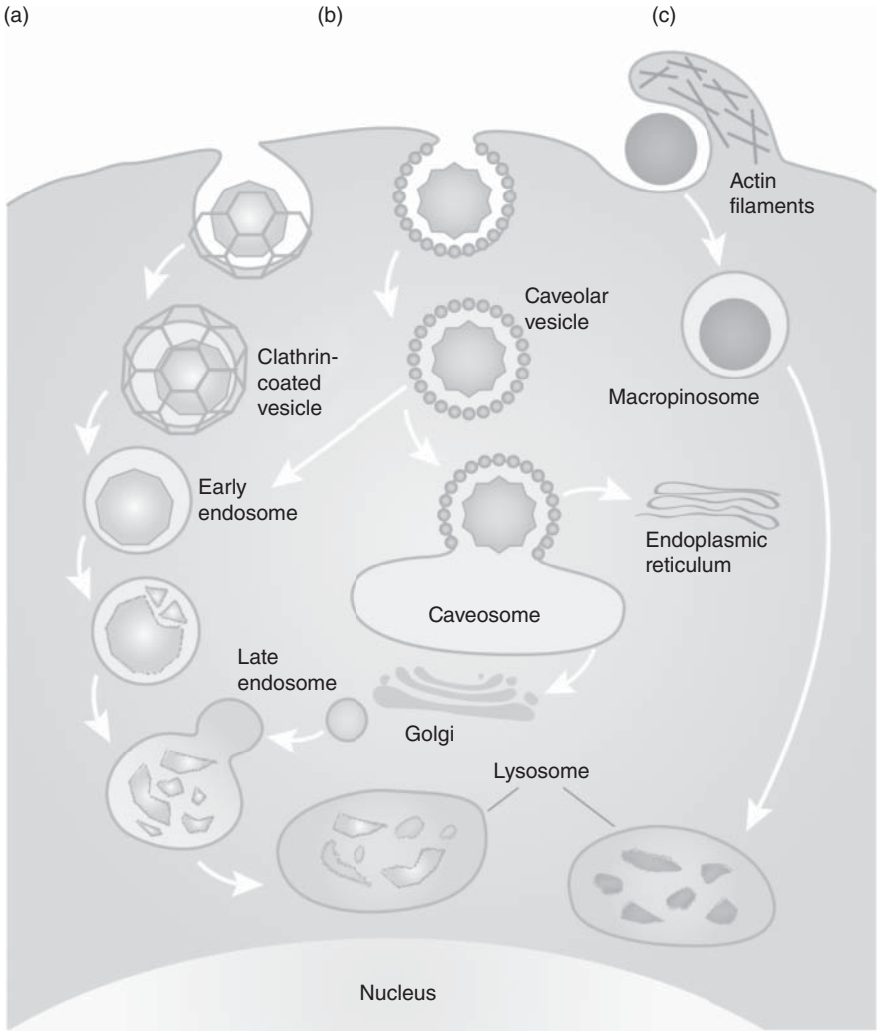 (a)
(b)
(c)
Actin
filaments
Caveolar
vesicle
Clathrin-
coated
vesicle
Macropinosome
Early
endosome
Endoplasmic
reticulum
Caveosome
Late
endosome
Golgi
Lysosome
Nucleus